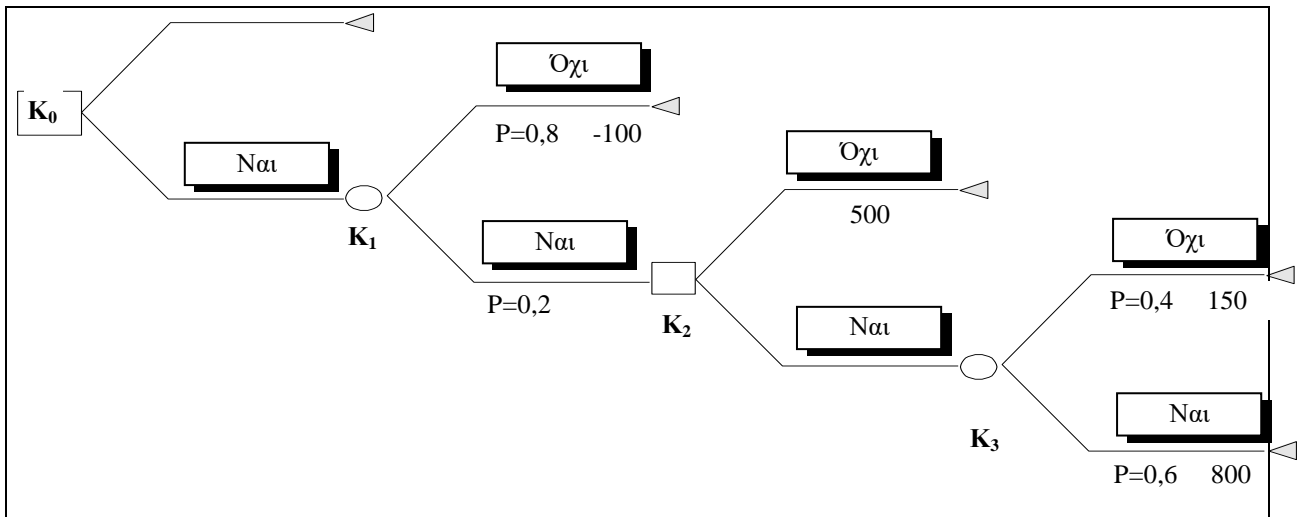 Όχι
K₀
P=0,8 -100
Ναι
Όχι
500
K₁
Ναι
Όχι
P=0,2
P=0,4 150
K₂
Ναι
Ναι
K₃
P=0,6 800